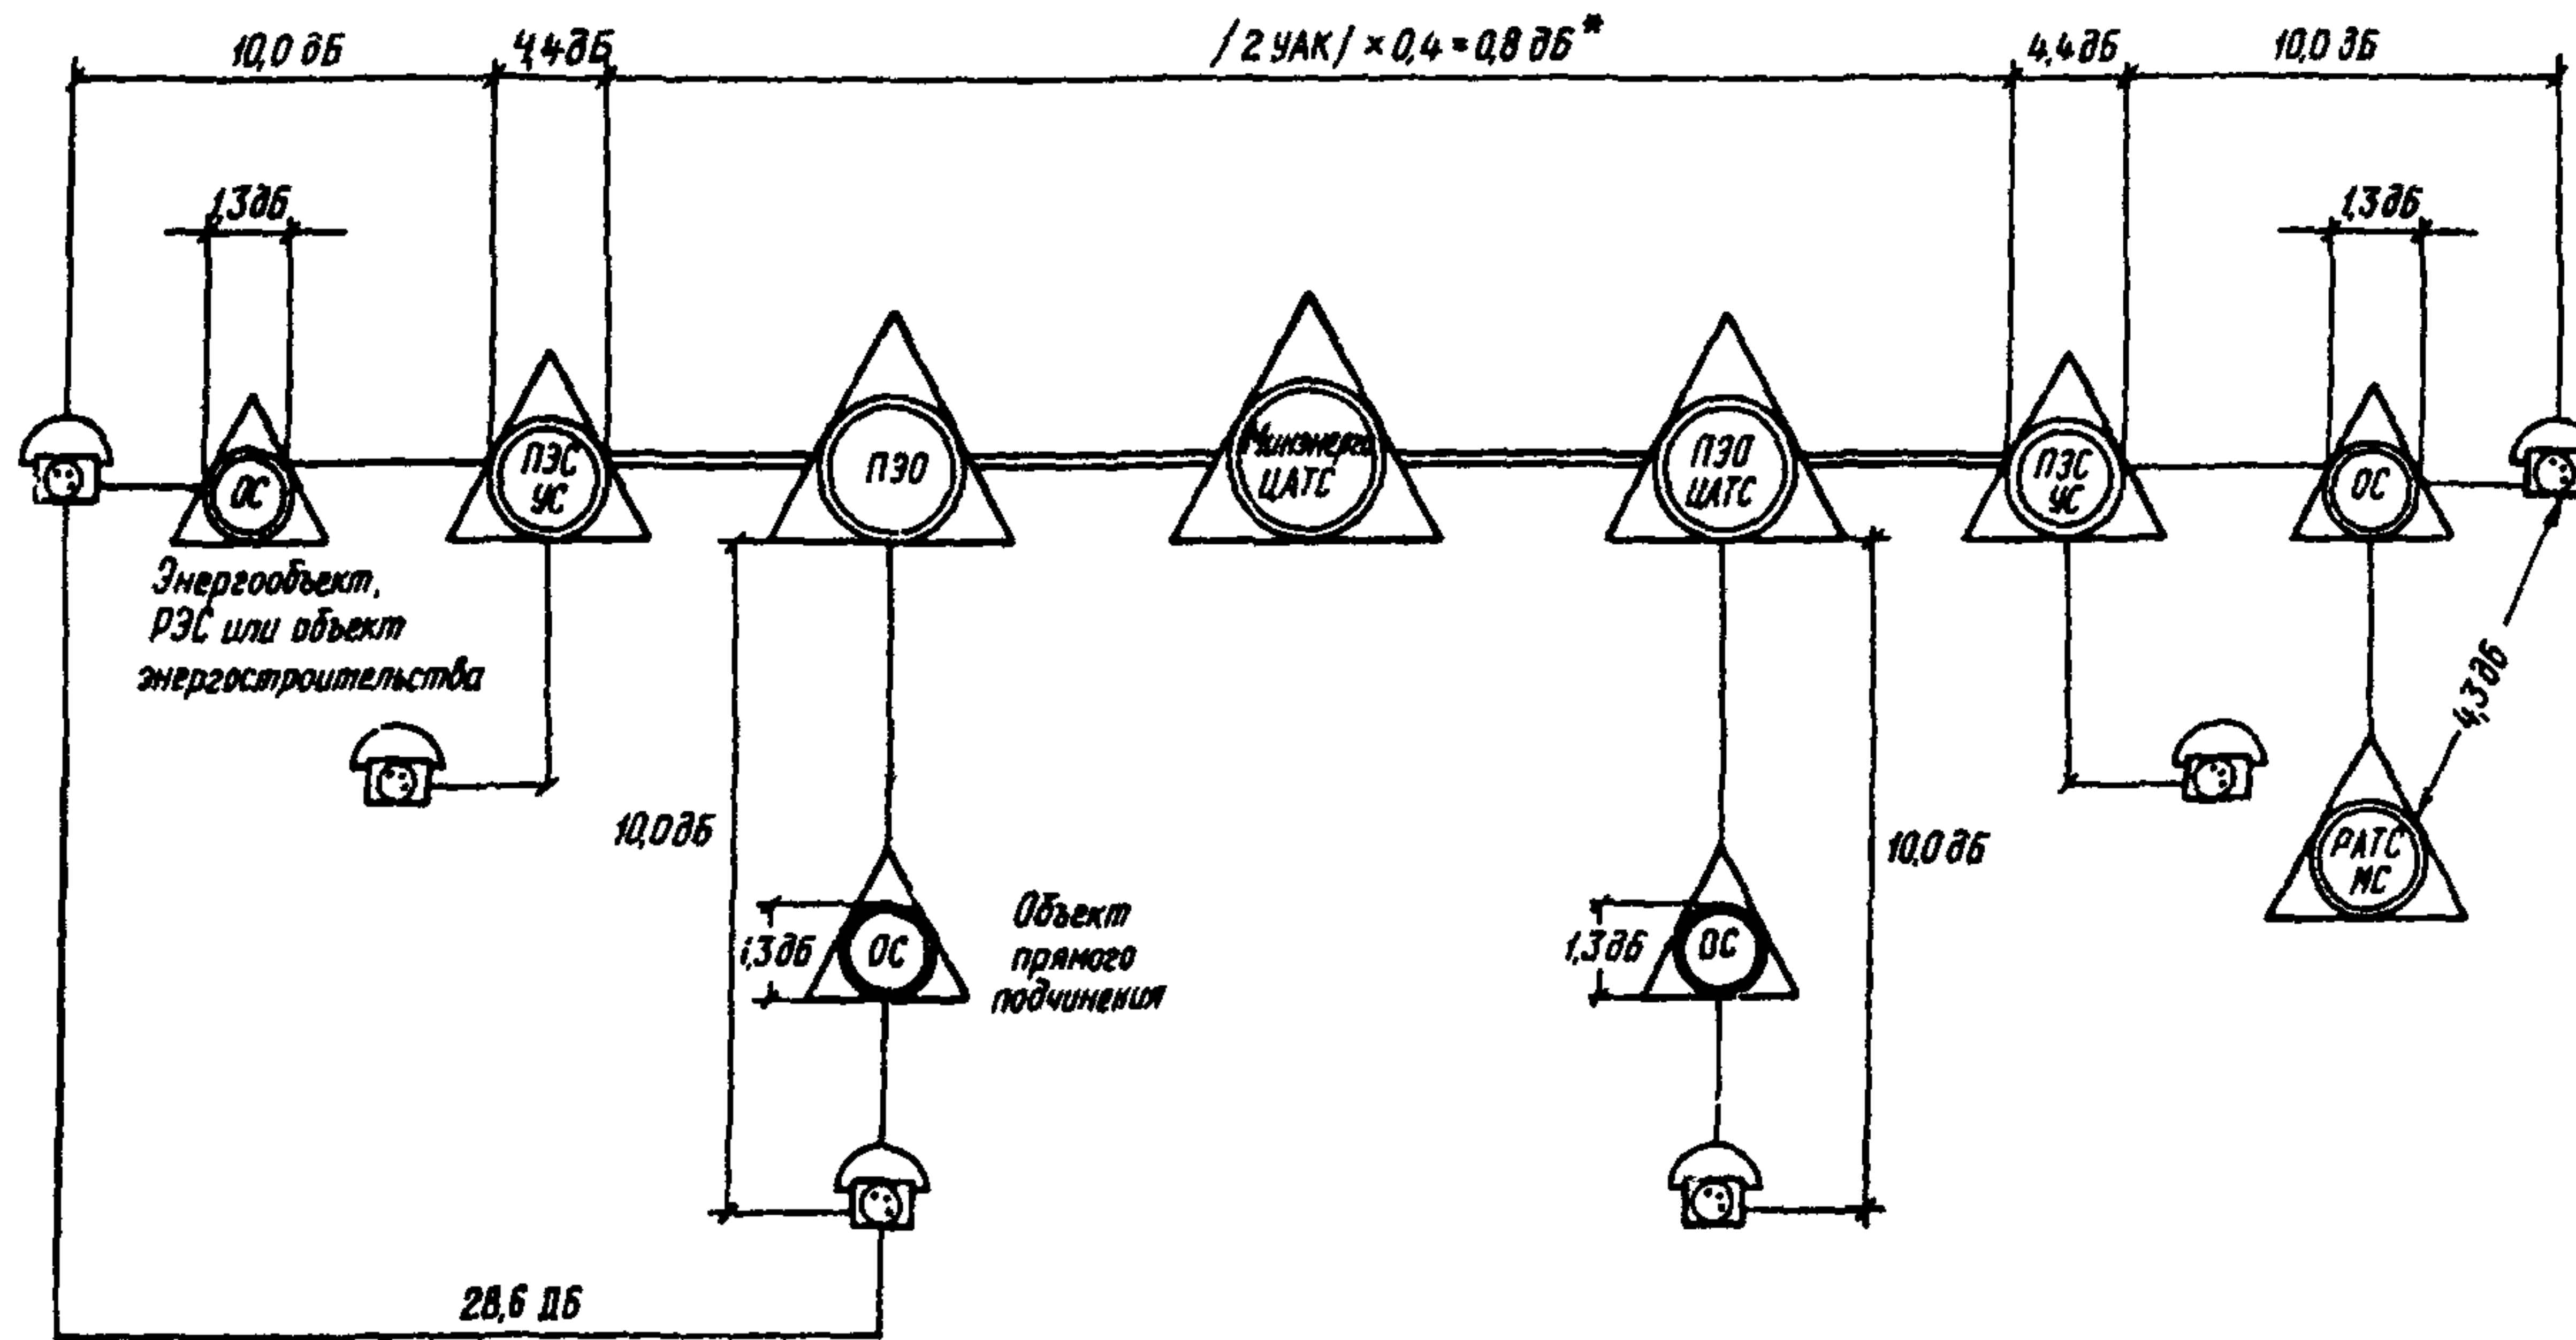 10,0 дБ
4,4 дБ
/ 2 УАК / × 0,4 = 0,8 дБ*
4,4 дБ
10,0 дБ
1,3 дБ
1,3 дБ
ОС
ПЭС
УС
ПЭО
Минэнерго
ЦАТС
ПЭО
ЦАТС
ПЭС
УС
ОС
Энергообъект,
РЭС или объект
энергостроительства
4,3 дБ
10,0 дБ
10,0 дБ
РАТС
МС
1,3 дБ
ОС
Объект
прямого
подчинения
1,3 дБ
ОС
28,6 ДБ